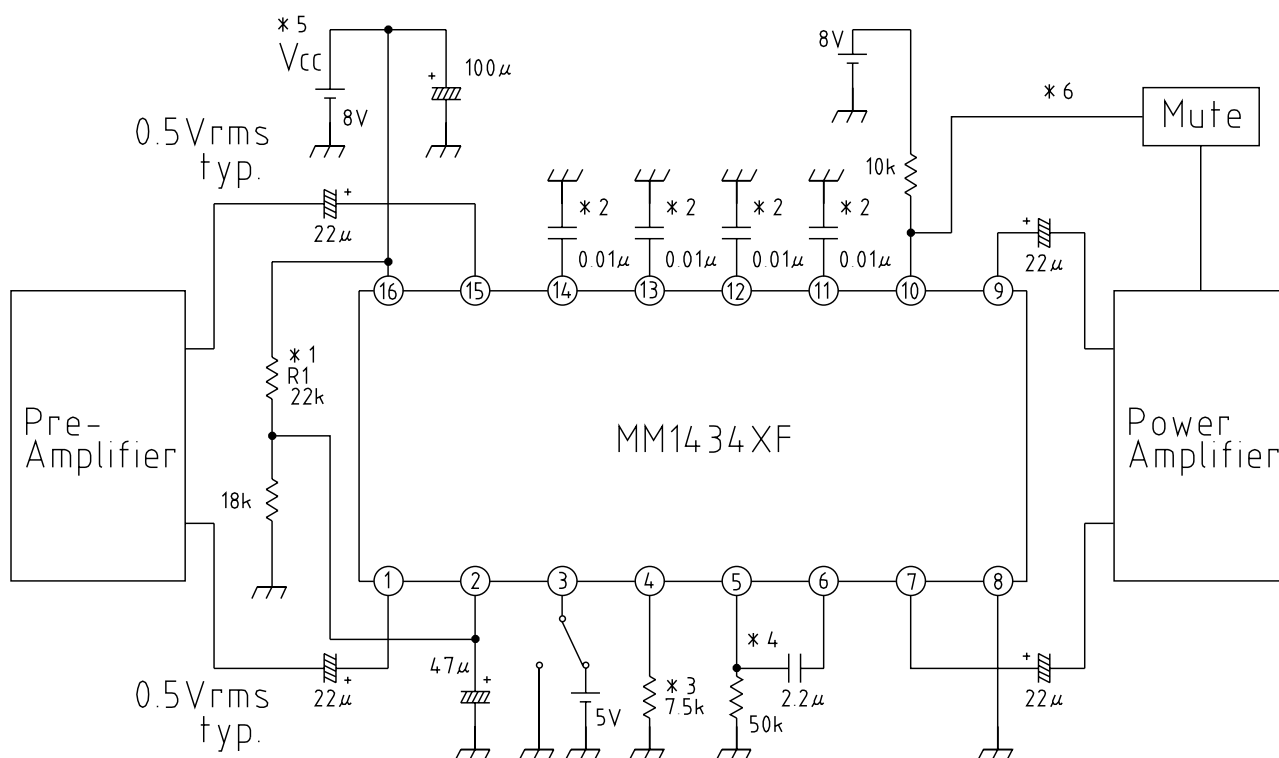 * 5
Vcc
8V
100μ
0.5Vrms
typ.
22μ
8V
* 6
Mute
10k
* 2
* 2
* 2
* 2
0.01μ
0.01μ
0.01μ
0.01μ
22μ
16
15
14
13
12
11
10
9
* 1
R1
22k
Pre-
Amplifier
18k
MM1434XF
Power
Amplifier
1
2
3
4
5
6
7
8
47μ
* 4
* 3
7.5k
2.2μ
50k
5V
22μ
22μ
0.5Vrms
typ.